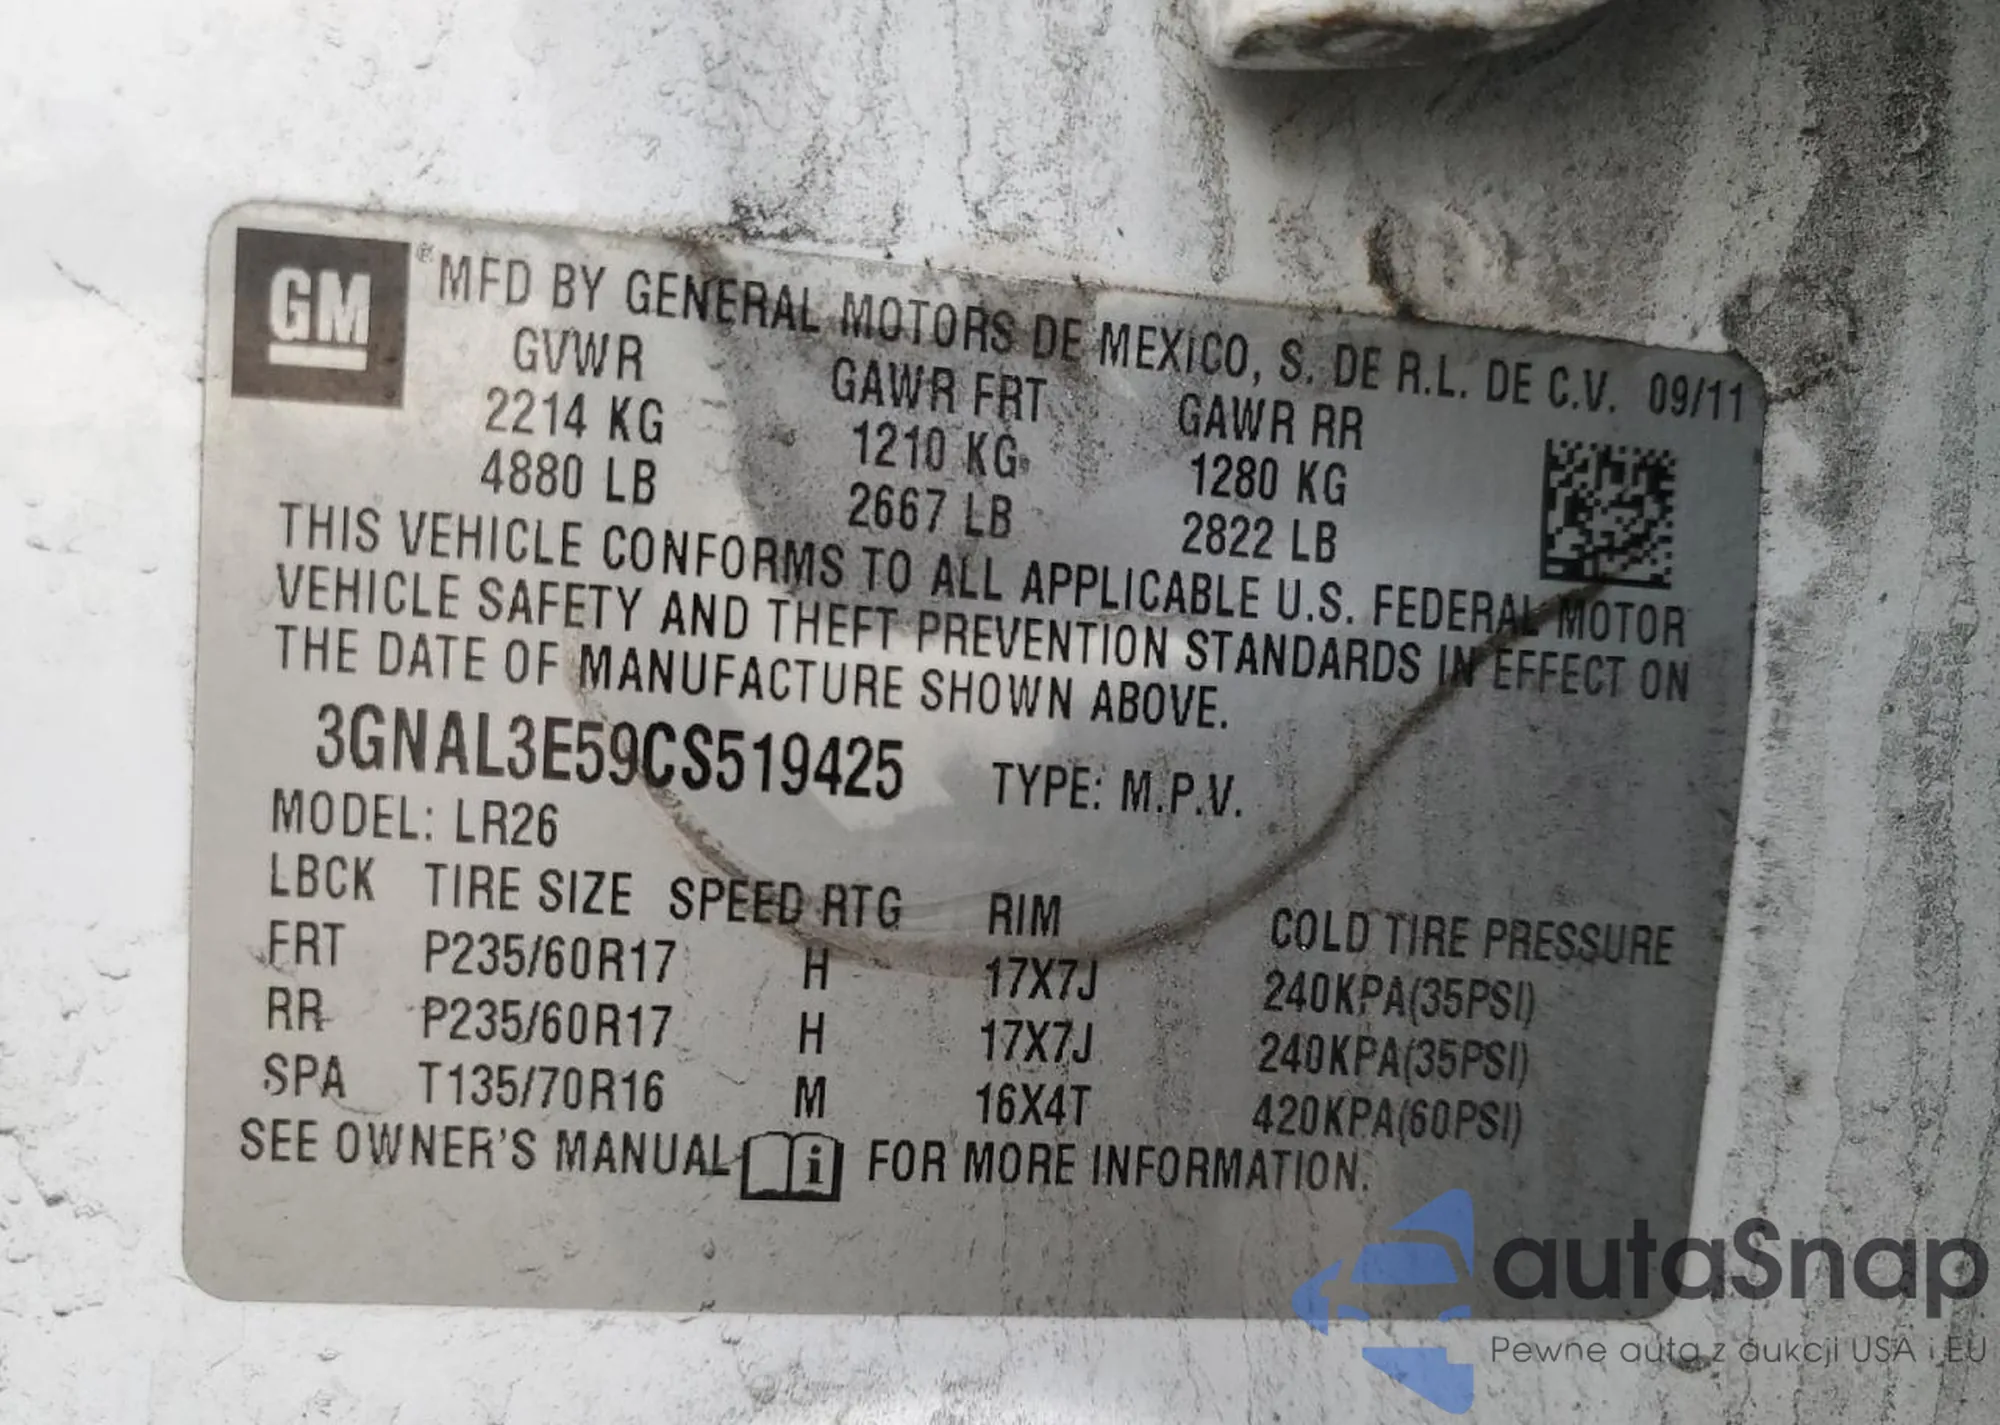 GM
® MFD BY GENERAL MOTORS DE MEXICO, S. DE R.L. DE C.V. 09/11
GVWR GAWR FRT GAWR RR
2214 KG 1210 KG 1280 KG
4880 LB 2667 LB 2822 LB
THIS VEHICLE CONFORMS TO ALL APPLICABLE U.S. FEDERAL MOTOR
VEHICLE SAFETY AND THEFT PREVENTION STANDARDS IN EFFECT ON
THE DATE OF MANUFACTURE SHOWN ABOVE.
3GNAL3E59CS519425 TYPE: M.P.V.
MODEL: LR26
LBCK TIRE SIZE SPEED RTG RIM COLD TIRE PRESSURE
FRT P235/60R17 H 17X7J 240KPA(35PSI)
RR P235/60R17 H 17X7J 240KPA(35PSI)
SPA T135/70R16 M 16X4T 420KPA(60PSI)
SEE OWNER'S MANUAL i FOR MORE INFORMATION.
autaSnap
Pewne auta z aukcji USA i EU